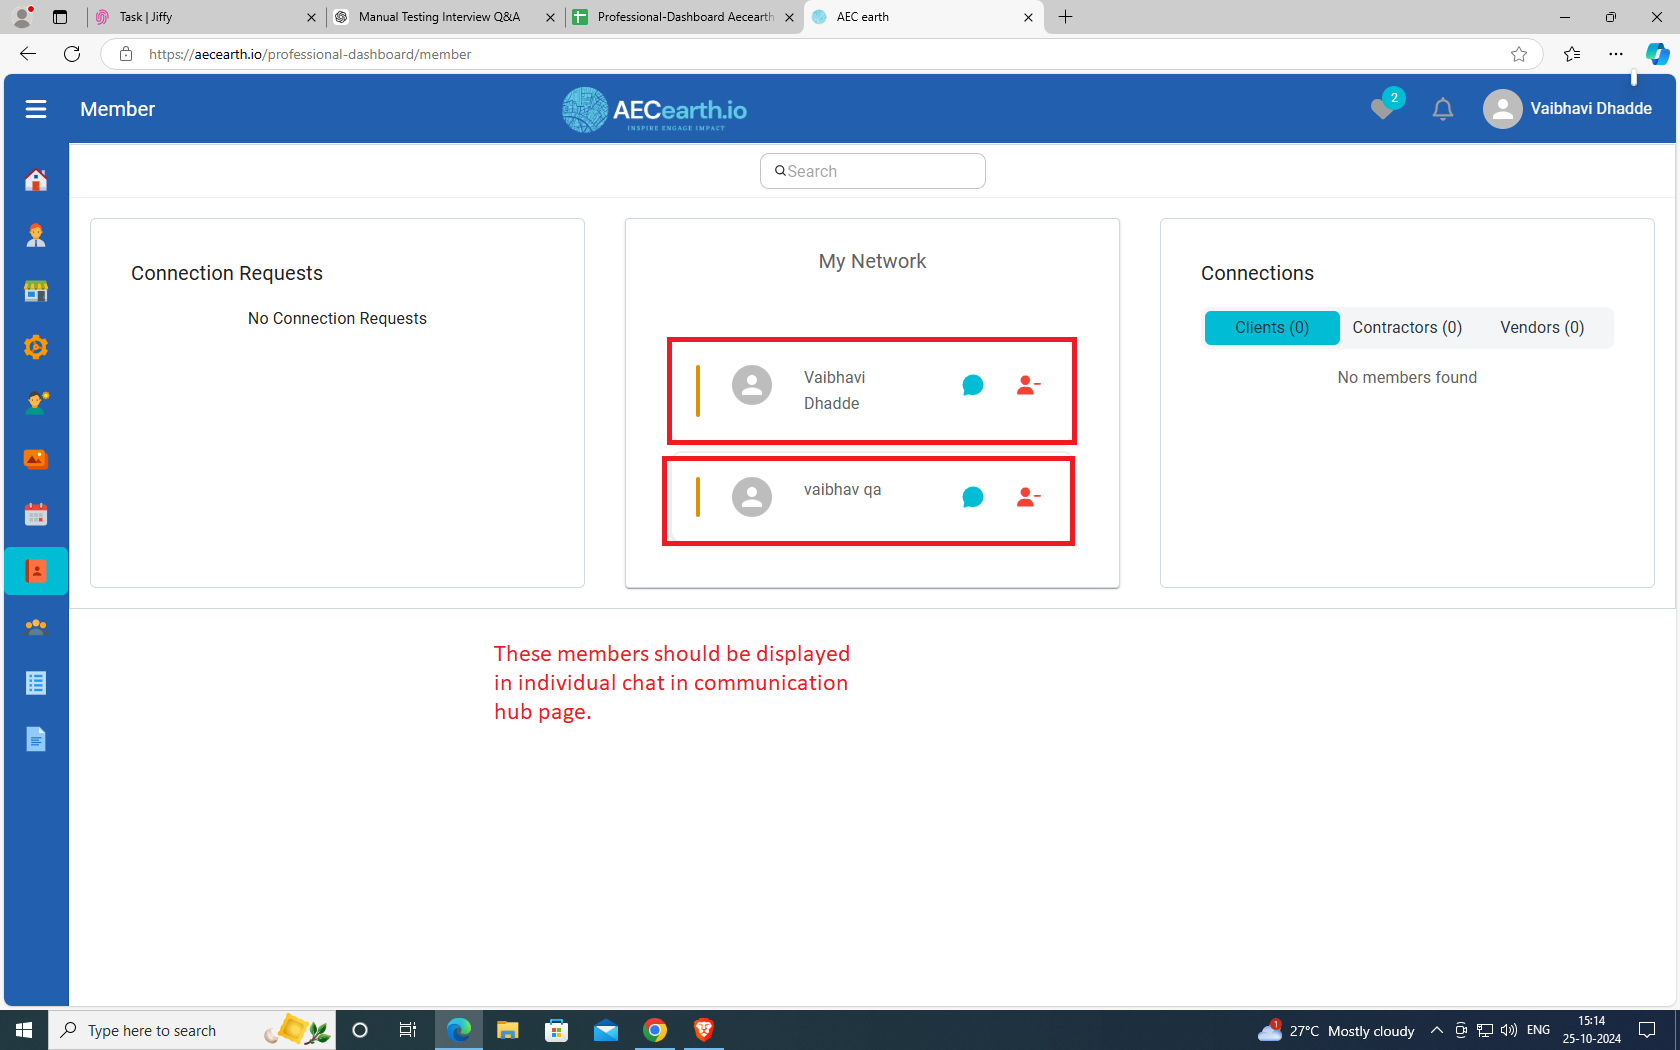 Task | Jiffy
Manual Testing Interview Q&A
Professional-Dashboard Aecearth
AEC earth
https://aecearth.io/professional-dashboard/member
Member
AECearth.io
INSPIRE ENGAGE IMPACT
2
Vaibhavi Dhadde
Search
Connection Requests
No Connection Requests
My Network
Vaibhavi
Dhadde
vaibhav qa
Connections
Clients (0) Contractors (0) Vendors (0)
No members found
These members should be displayed
in individual chat in communication
hub page.
Type here to search
1
27°C Mostly cloudy
ENG
15:14
25-10-2024